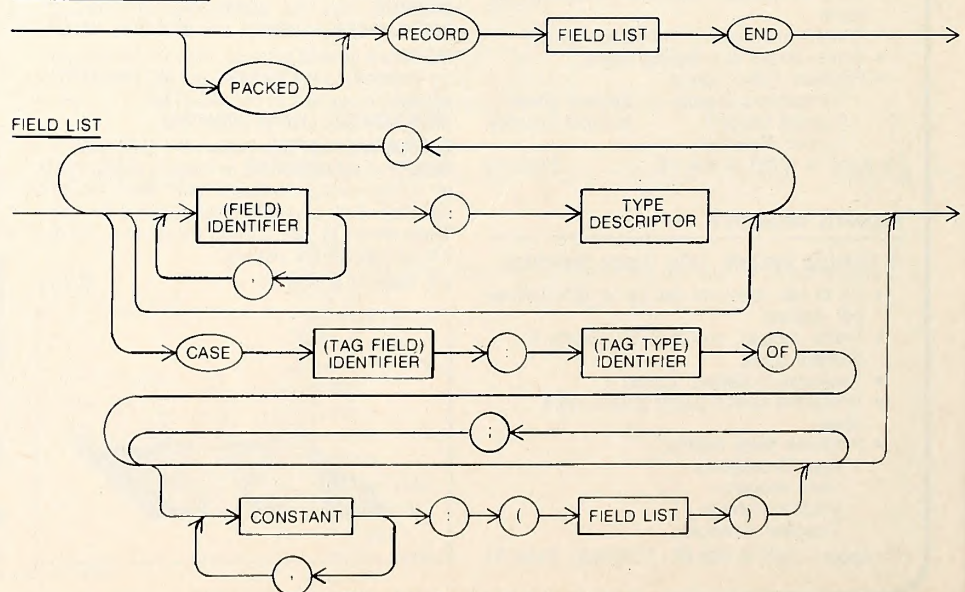 RECORD FIELD LIST END
PACKED
FIELD LIST
;
(FIELD) IDENTIFIER : TYPE DESCRIPTOR
,
CASE (TAG FIELD) IDENTIFIER : (TAG TYPE) IDENTIFIER OF
;
CONSTANT : ( FIELD LIST )
,